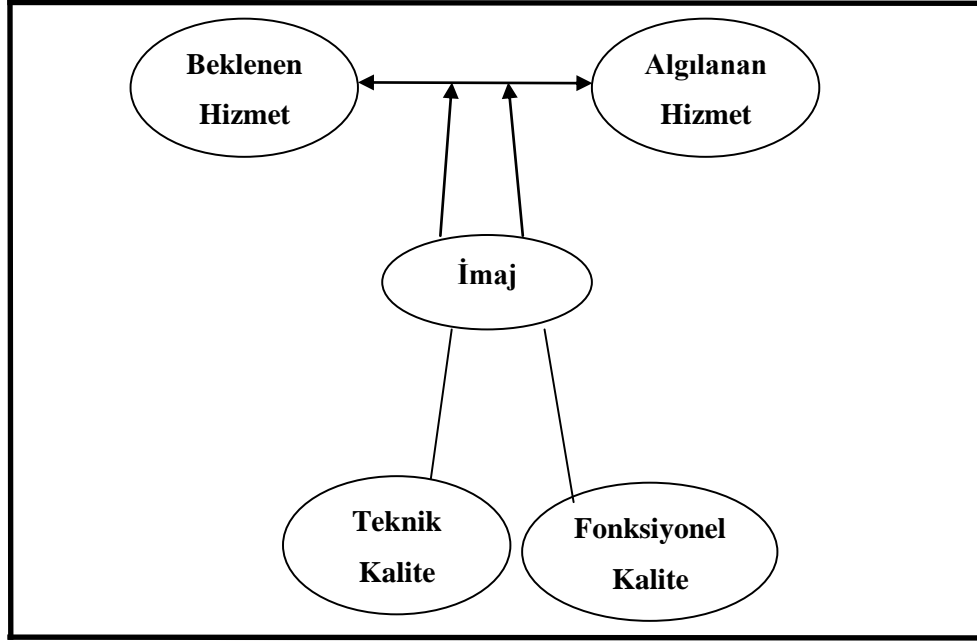 Beklenen
Hizmet
Algılanan
Hizmet
İmaj
Teknik
Kalite
Fonksiyonel
Kalite